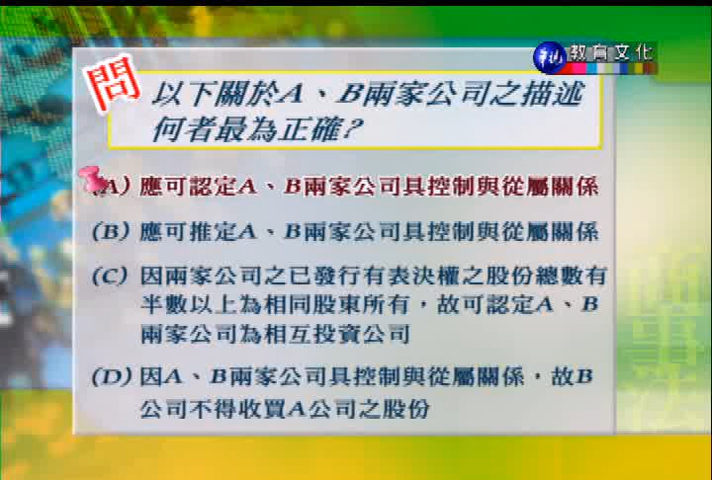 華視 教育文化
問
以下關於A、B兩家公司之描述
何者最為正確？
(A) 應可認定A、B兩家公司具控制與從屬關係
(B) 應可推定A、B兩家公司具控制與從屬關係
(C) 因兩家公司之已發行有表決權之股份總數有
半數以上為相同股東所有，故可認定A、B
兩家公司為相互投資公司
(D) 因A、B兩家公司具控制與從屬關係，故B
公司不得收買A公司之股份
商事法